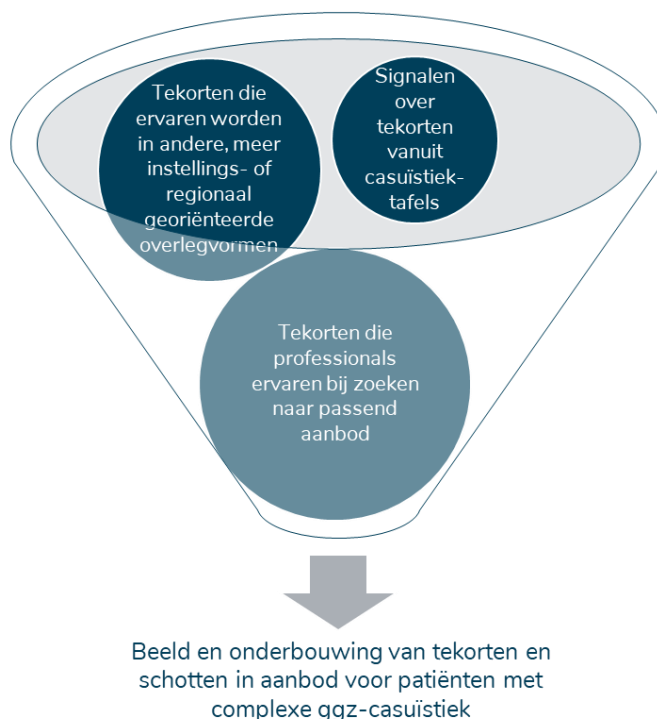 Tekorten die
ervaren worden
in andere, meer
instellings- of
regionaal
georiënteerde
overlegvormen
Signalen
over
tekorten
vanuit
casuïstiek-
tafels
Tekorten die
professionals
ervaren bij zoeken
naar passend
aanbod
Beeld en onderbouwing van tekorten en
schotten in aanbod voor patiënten met
complexe ggz-casuïstiek